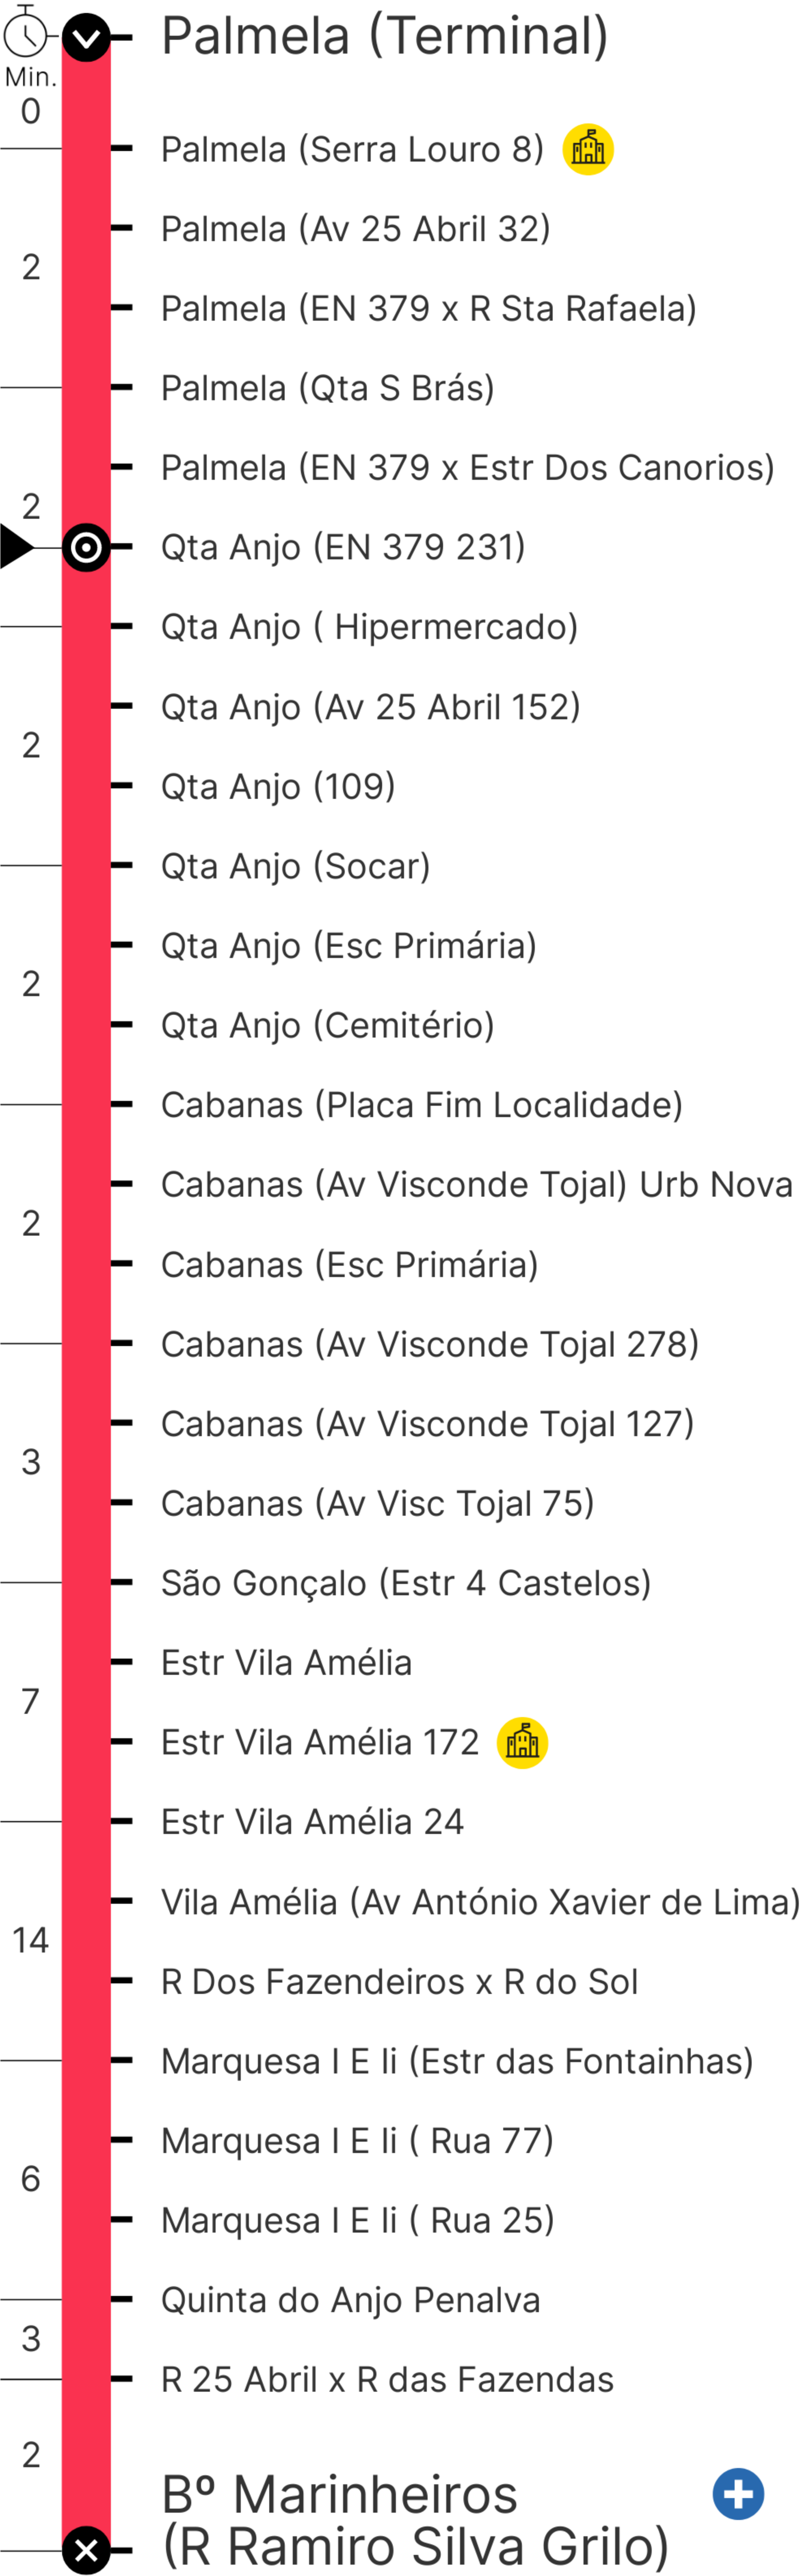 Palmela (Terminal)
Min.
0
Palmela (Serra Louro 8)
Palmela (Av 25 Abril 32)
2
Palmela (EN 379 x R Sta Rafaela)
Palmela (Qta S Brás)
Palmela (EN 379 x Estr Dos Canorios)
2
Qta Anjo (EN 379 231)
Qta Anjo ( Hipermercado)
Qta Anjo (Av 25 Abril 152)
2
Qta Anjo (109)
Qta Anjo (Socar)
Qta Anjo (Esc Primária)
2
Qta Anjo (Cemitério)
Cabanas (Placa Fim Localidade)
Cabanas (Av Visconde Tojal) Urb Nova
2
Cabanas (Esc Primária)
Cabanas (Av Visconde Tojal 278)
Cabanas (Av Visconde Tojal 127)
3
Cabanas (Av Visc Tojal 75)
São Gonçalo (Estr 4 Castelos)
Estr Vila Amélia
7
Estr Vila Amélia 172
Estr Vila Amélia 24
Vila Amélia (Av António Xavier de Lima)
14
R Dos Fazendeiros x R do Sol
Marquesa I E Ii (Estr das Fontainhas)
Marquesa I E Ii ( Rua 77)
6
Marquesa I E Ii ( Rua 25)
Quinta do Anjo Penalva
3
R 25 Abril x R das Fazendas
2
Bº Marinheiros
(R Ramiro Silva Grilo)